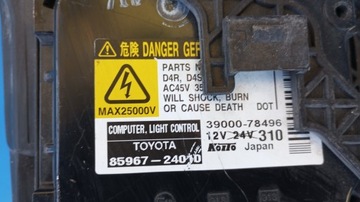 危険 DANGER GEF
PARTS N
D4R, D4S
AC45V 35
WILL SHOCK, BURN
OR CAUSE DEATH DOT
MAX25000V
COMPUTER. LIGHT CONTROL
TOYOTA
85967-24010
39000-78496
12V 24V 310
KOITO Japan